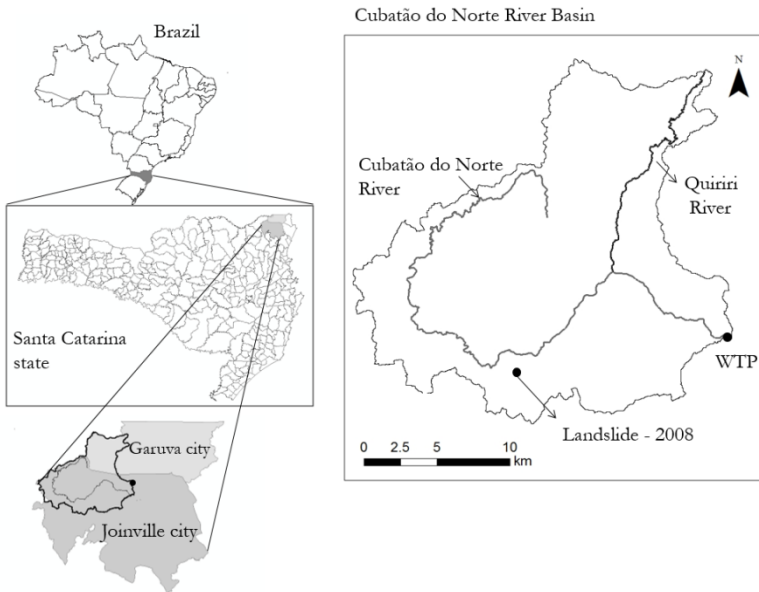 Brazil
Santa Catarina
state
Garuva city
Joinville city
Cubatão do Norte River Basin
N
Cubatão do Norte
River
Quiriri
River
WTP
Landslide - 2008
0 2.5 5 10
km